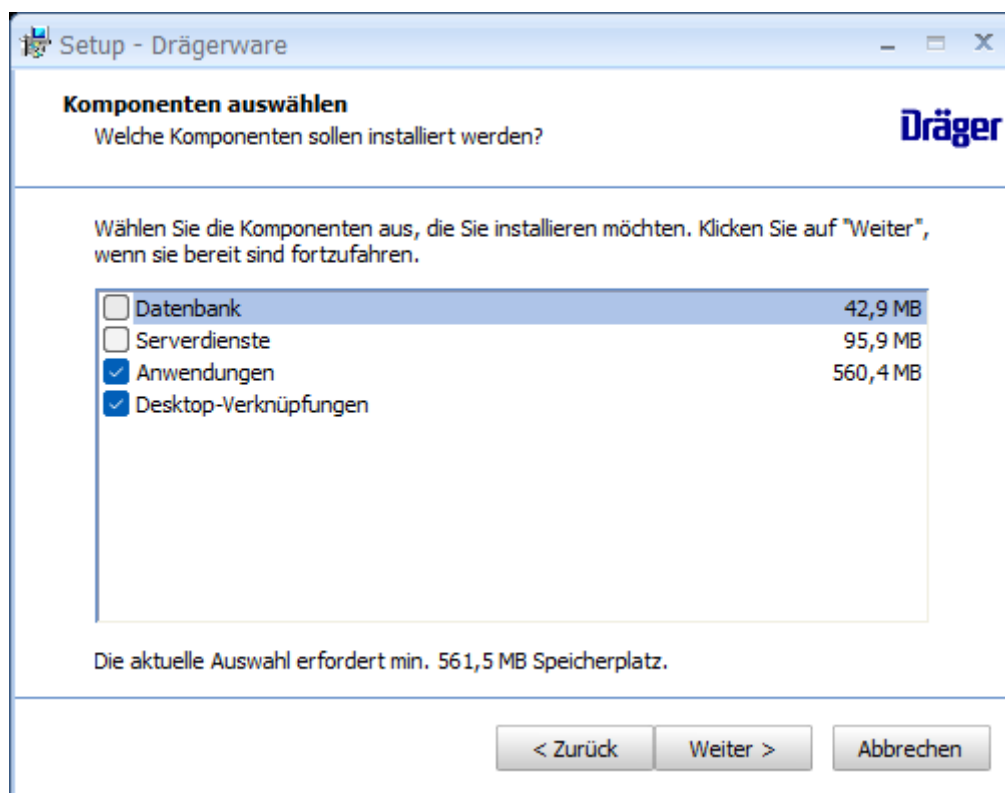 Setup - Drägerware
Komponenten auswählen
Welche Komponenten sollen installiert werden?
Dräger
Wählen Sie die Komponenten aus, die Sie installieren möchten. Klicken Sie auf "Weiter",
wenn sie bereit sind fortzufahren.
Datenbank 42,9 MB
Serverdienste 95,9 MB
Anwendungen 560,4 MB
Desktop-Verknüpfungen
Die aktuelle Auswahl erfordert min. 561,5 MB Speicherplatz.
< Zurück Weiter > Abbrechen